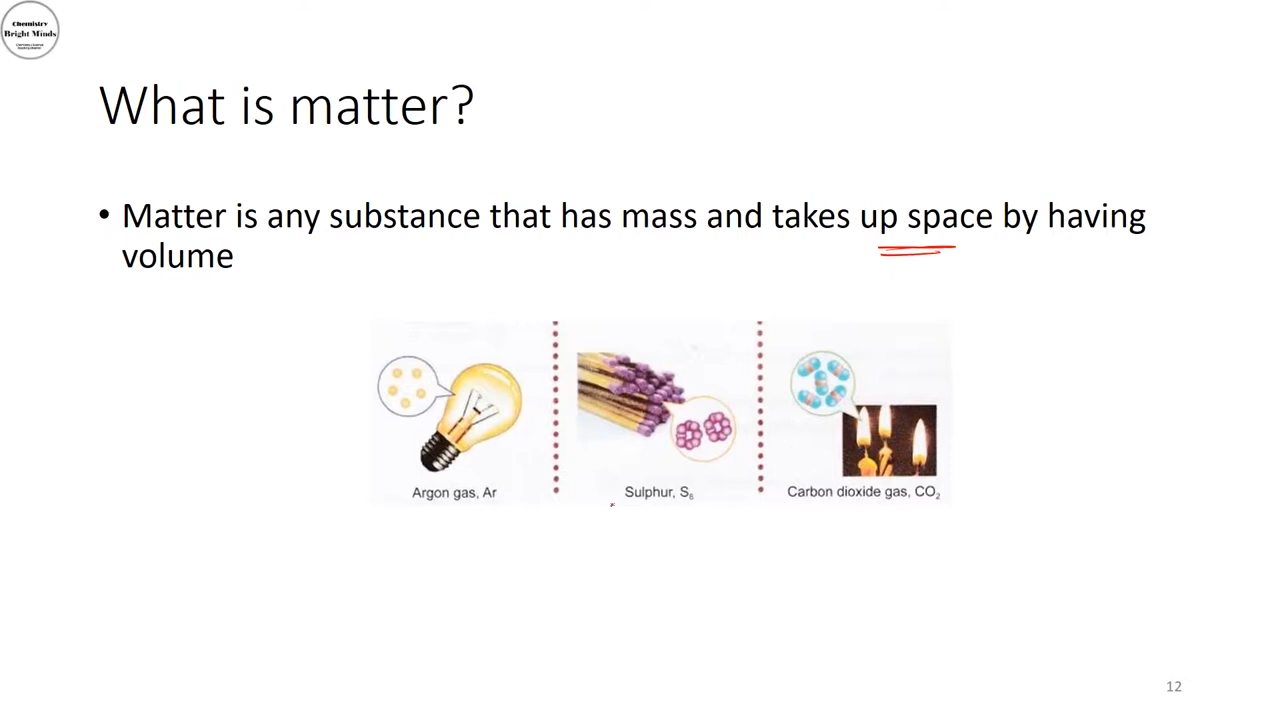 Chemistry
Bright Minds
What is matter?
• Matter is any substance that has mass and takes up space by having
volume
Argon gas, Ar
Sulphur, S₈
Carbon dioxide gas, CO₂
12